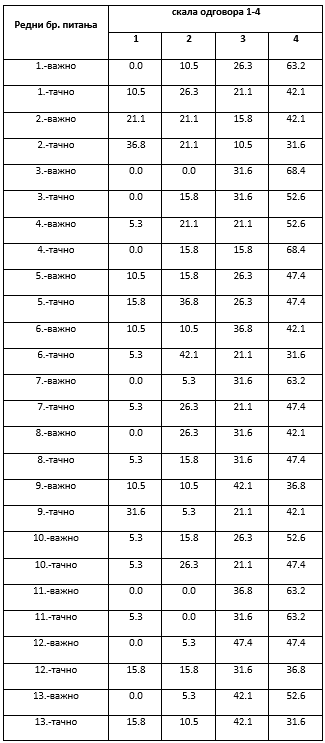 Редни бр. питања скала одговора 1-4
1 2 3 4
1.-важно 0.0 10.5 26.3 63.2
1.-тачно 10.5 26.3 21.1 42.1
2.-важно 21.1 21.1 15.8 42.1
2.-тачно 36.8 21.1 10.5 31.6
3.-важно 0.0 0.0 31.6 68.4
3.-тачно 0.0 15.8 31.6 52.6
4.-важно 5.3 21.1 21.1 52.6
4.-тачно 0.0 15.8 15.8 68.4
5.-важно 10.5 15.8 26.3 47.4
5.-тачно 15.8 36.8 26.3 47.4
6.-важно 10.5 10.5 36.8 42.1
6.-тачно 5.3 42.1 21.1 31.6
7.-важно 0.0 5.3 31.6 63.2
7.-тачно 5.3 26.3 21.1 47.4
8.-важно 0.0 26.3 31.6 42.1
8.-тачно 5.3 15.8 31.6 47.4
9.-важно 10.5 10.5 42.1 36.8
9.-тачно 31.6 5.3 21.1 42.1
10.-важно 5.3 15.8 26.3 52.6
10.-тачно 5.3 26.3 21.1 47.4
11.-важно 0.0 0.0 36.8 63.2
11.-тачно 5.3 0.0 31.6 63.2
12.-важно 0.0 5.3 47.4 47.4
12.-тачно 15.8 15.8 31.6 36.8
13.-важно 0.0 5.3 42.1 52.6
13.-тачно 15.8 10.5 42.1 31.6